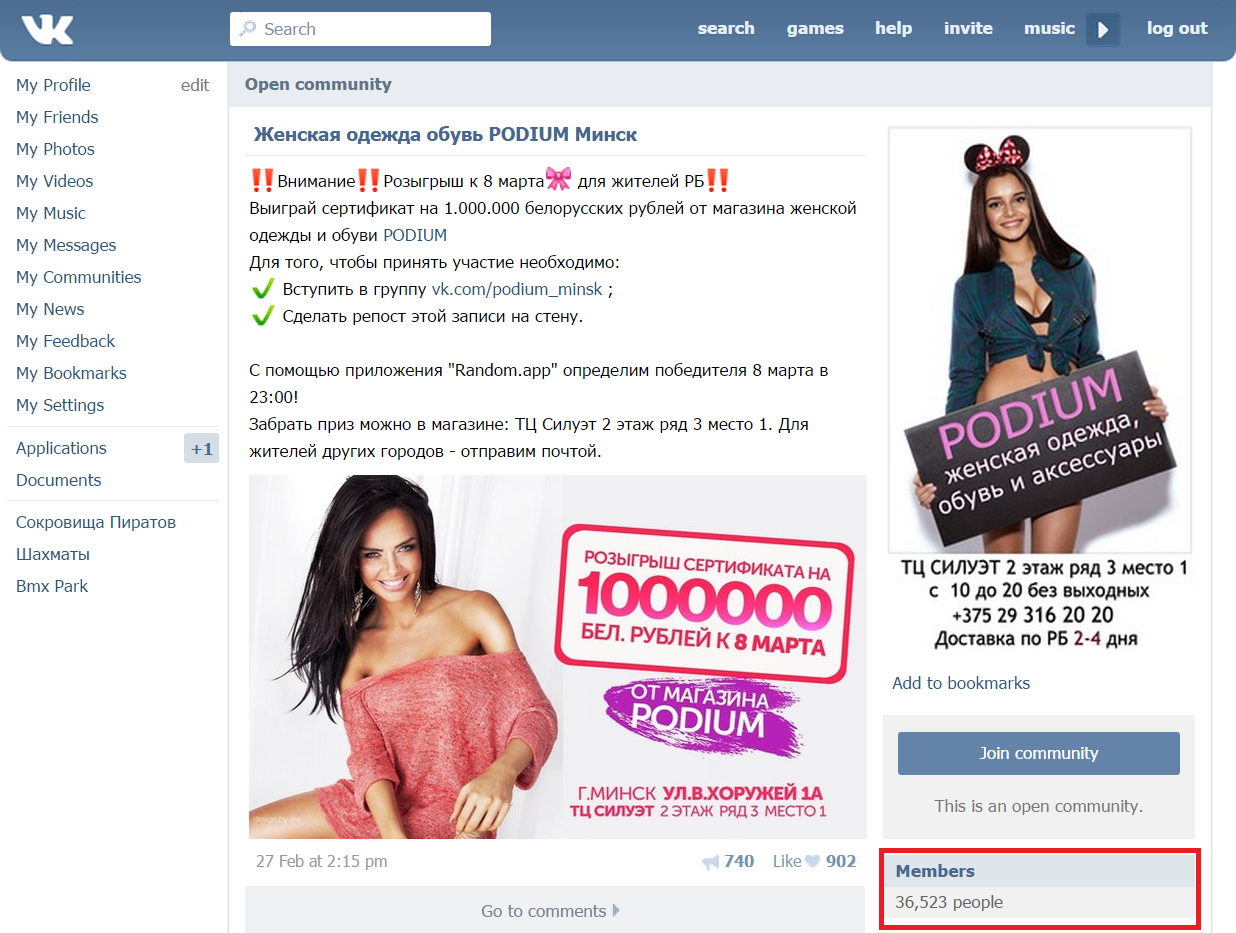 VK
Search
search
games
help
invite
music
log out
My Profile
edit
My Friends
My Photos
My Videos
My Music
My Messages
My Communities
My News
My Feedback
My Bookmarks
My Settings
Applications
+1
Documents
Сокровища Пиратов
Шахматы
Bmx Park
Open community
Женская одежда обувь PODIUM Минск
‼Внимание‼Розыгрыш к 8 марта🎀 для жителей РБ‼
Выиграй сертификат на 1.000.000 белорусских рублей от магазина женской
одежды и обуви PODIUM
Для того, чтобы принять участие необходимо:
✔ Вступить в группу vk.com/podium_minsk ;
✔ Сделать репост этой записи на стену.
С помощью приложения "Random.app" определим победителя 8 марта в
23:00!
Забрать приз можно в магазине: ТЦ Силуэт 2 этаж ряд 3 место 1. Для
жителей других городов - отправим почтой.
РОЗЫГРЫШ СЕРТИФИКАТА НА
1000000
БЕЛ. РУБЛЕЙ К 8 МАРТА
ОТ МАГАЗИНА
PODIUM
Г.МИНСК УЛ.В.ХОРУЖЕЙ 1А
ТЦ СИЛУЭТ 2 ЭТАЖ РЯД 3 МЕСТО 1
design by
27 Feb at 2:15 pm
740
Like 902
Go to comments
PODIUM
женская одежда,
обувь и аксессуары
ТЦ СИЛУЭТ 2 этаж ряд 3 место 1
с 10 до 20 без выходных
+375 29 316 20 20
Доставка по РБ 2-4 дня
Add to bookmarks
Join community
This is an open community.
Members
36,523 people